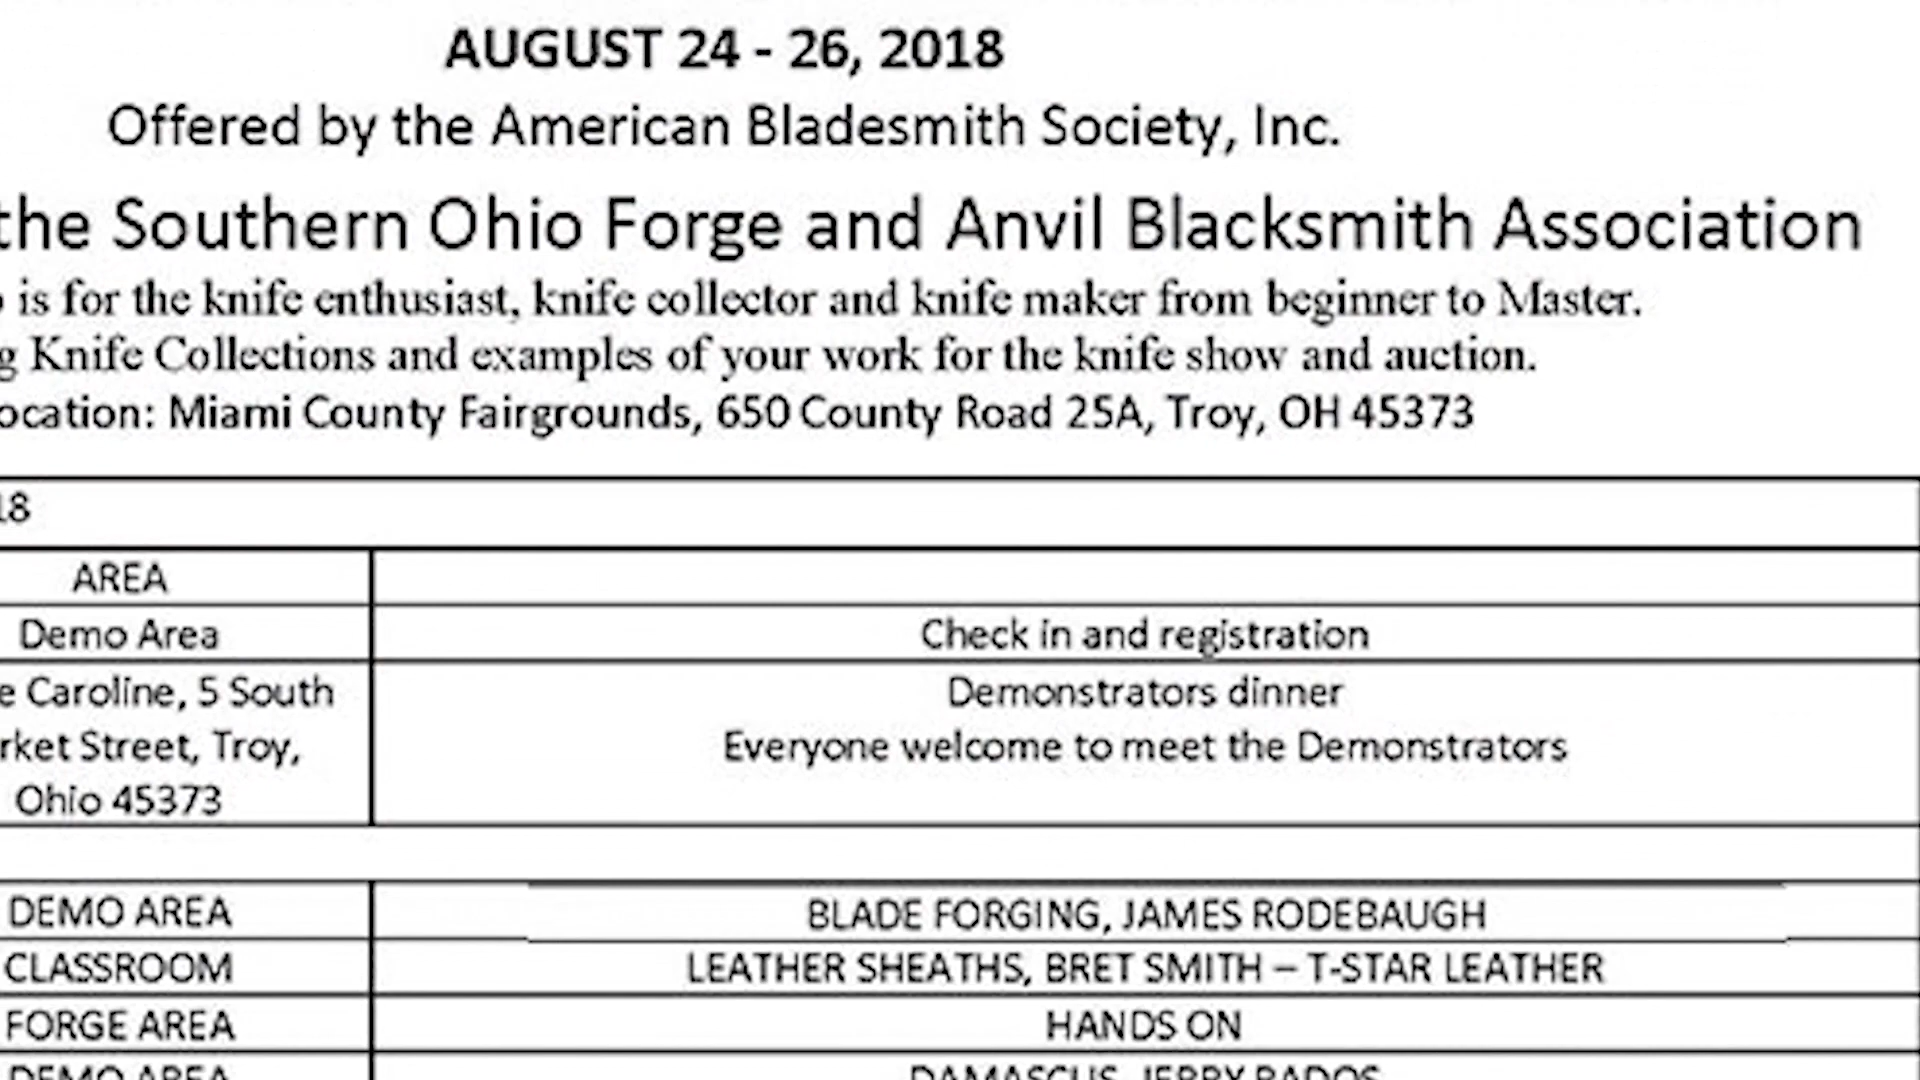 AUGUST 24 - 26, 2018
Offered by the American Bladesmith Society, Inc.
the Southern Ohio Forge and Anvil Blacksmith Association
is for the knife enthusiast, knife collector and knife maker from beginner to Master.
g Knife Collections and examples of your work for the knife show and auction.
ocation: Miami County Fairgrounds, 650 County Road 25A, Troy, OH 45373
18
AREA
Demo Area Check in and registration
e Caroline, 5 South Demonstrators dinner
rket Street, Troy, Everyone welcome to meet the Demonstrators
Ohio 45373
DEMO AREA BLADE FORGING, JAMES RODEBAUGH
CLASSROOM LEATHER SHEATHS, BRET SMITH – T-STAR LEATHER
FORGE AREA HANDS ON
DEMO AREA DAMASCUS, JERRY RADOS